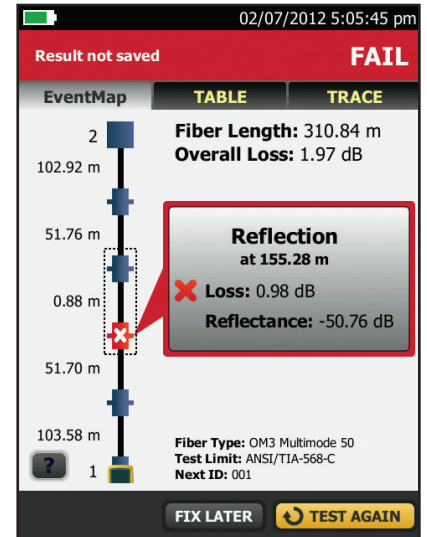 02/07/2012 5:05:45 pm
Result not saved
FAIL
EventMap
TABLE
TRACE
Fiber Length: 310.84 m
Overall Loss: 1.97 dB
2
102.92 m
51.76 m
0.88 m
51.70 m
103.58 m
1
Reflection
at 155.28 m
Loss: 0.98 dB
Reflectance: -50.76 dB
Fiber Type: OM3 Multimode 50
Test Limit: ANSI/TIA-568-C
Next ID: 001
?
FIX LATER
TEST AGAIN